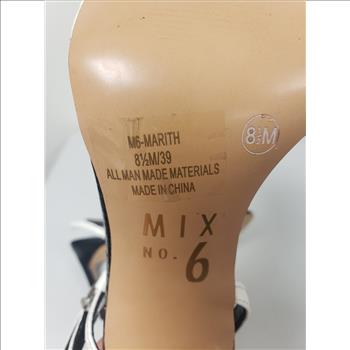 M6-MARITH
8½M/39
ALL MAN MADE MATERIALS
MADE IN CHINA
8½M
MIX
NO. 6